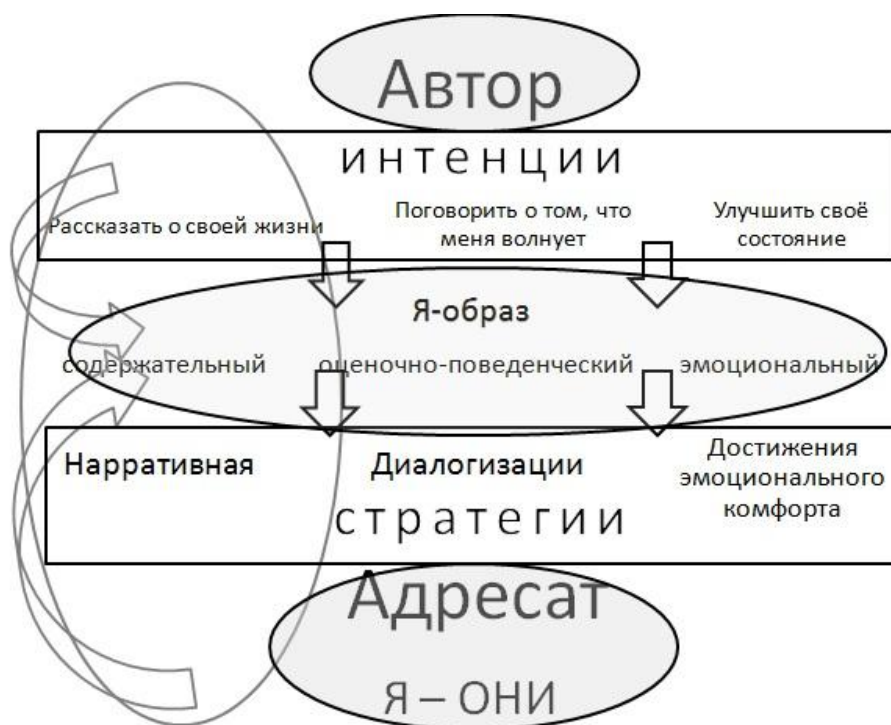 Автор
интенции
Рассказать о своей жизни
Поговорить о том, что
меня волнует
Улучшить своё
состояние
Я-образ
содержательный
оценочно-поведенческий
эмоциональный
Нарративная
Диалогизации
Достижения
эмоционального
комфорта
стратегии
Адресат
Я – ОНИ